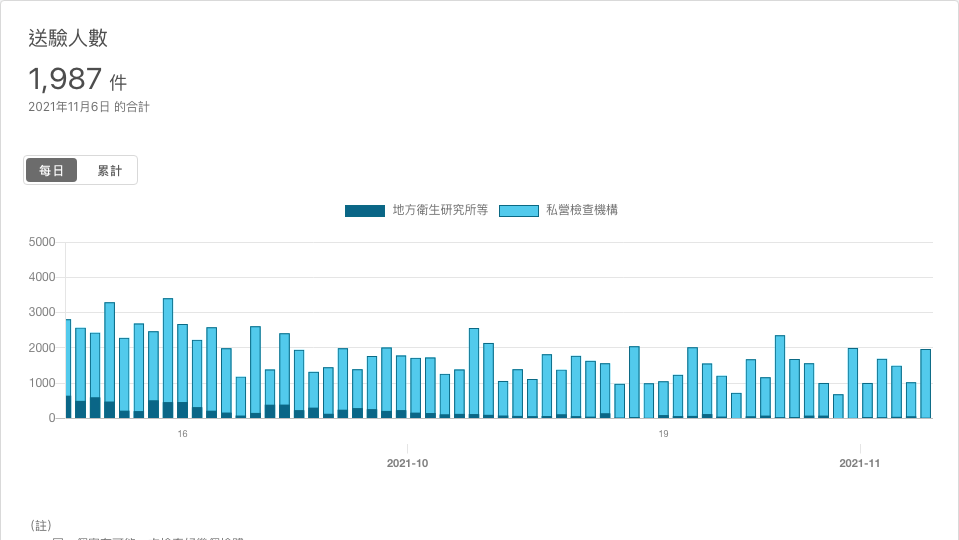 送驗人數
1,987 件
2021年11月6日 的合計
每日 累計
地方衛生研究所等 私營檢查機構
5000
4000
3000
2000
1000
0
16 19
2021-10 2021-11
(註)